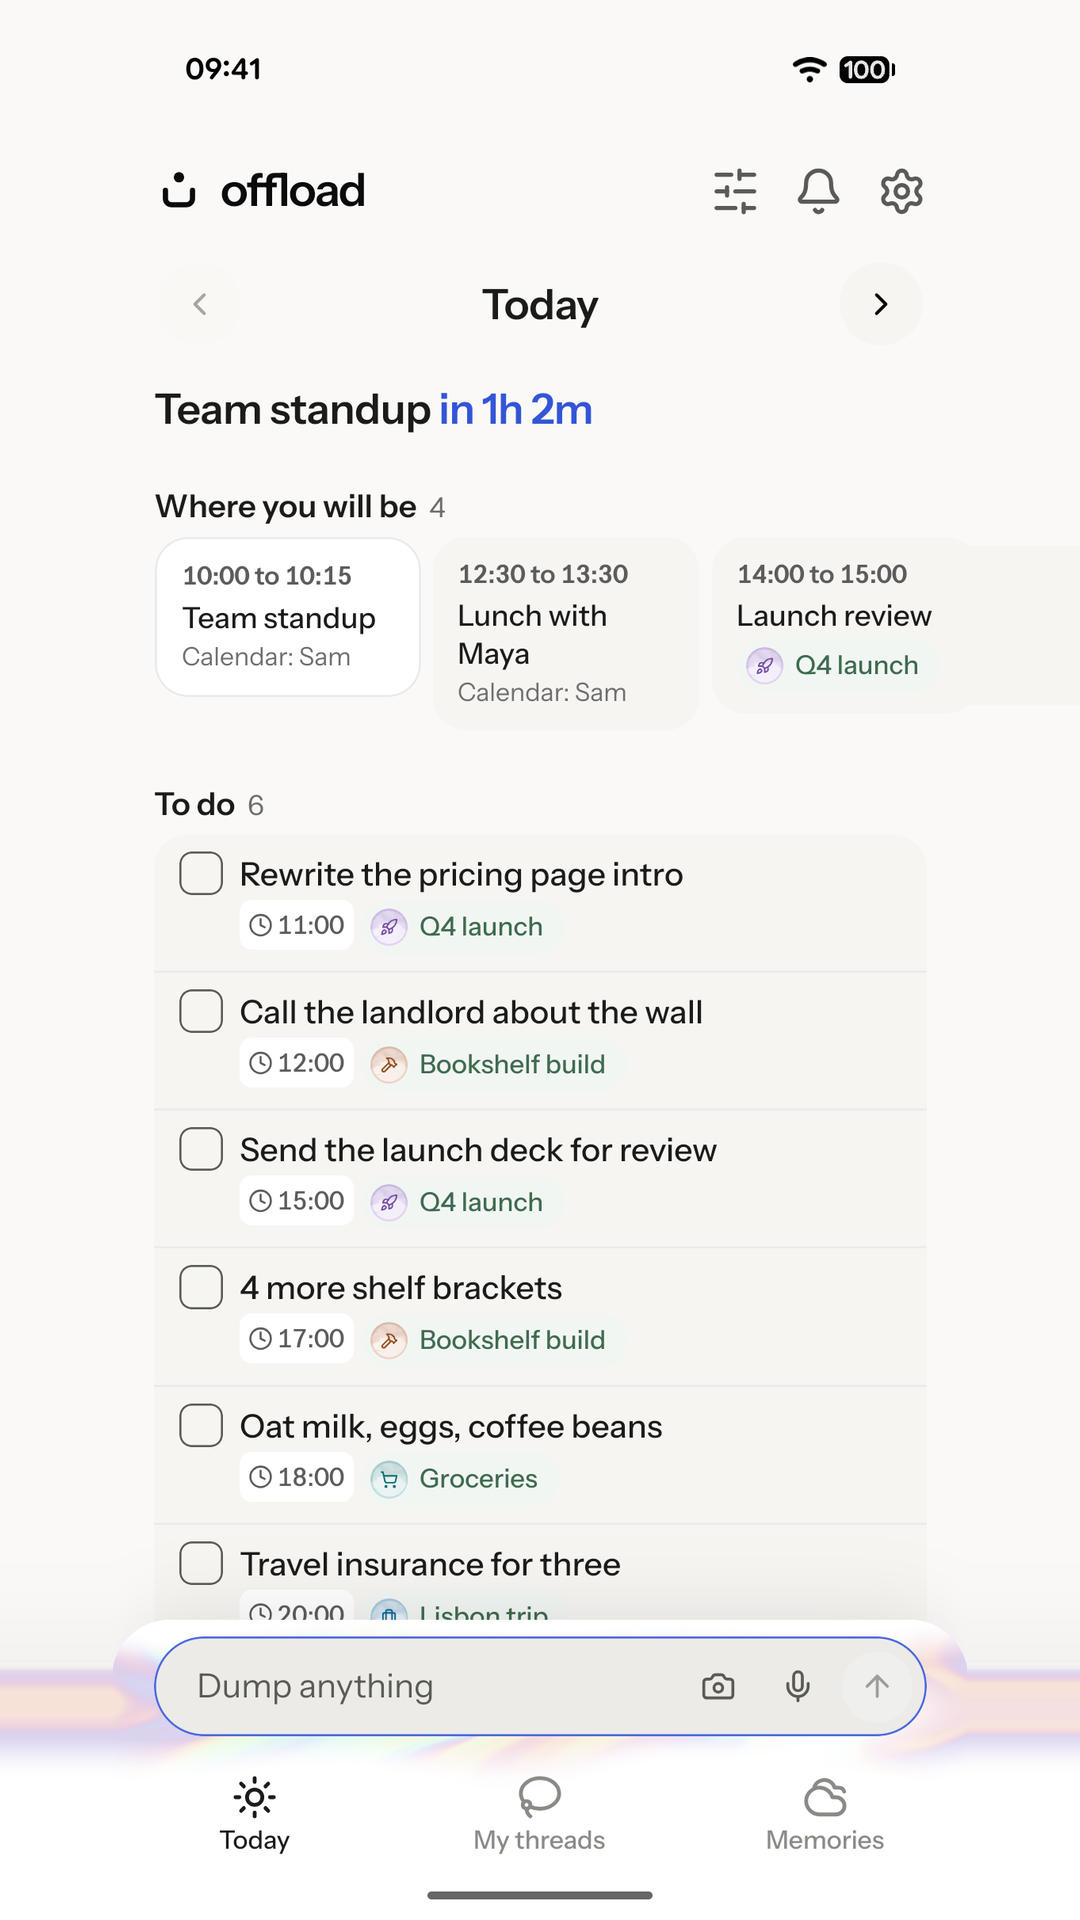 09:41
100
offload
Today
Team standup in 1h 2m
Where you will be 4
10:00 to 10:15
Team standup
Calendar: Sam
12:30 to 13:30
Lunch with
Maya
Calendar: Sam
14:00 to 15:00
Launch review
Q4 launch
To do 6
Rewrite the pricing page intro
11:00 Q4 launch
Call the landlord about the wall
12:00 Bookshelf build
Send the launch deck for review
15:00 Q4 launch
4 more shelf brackets
17:00 Bookshelf build
Oat milk, eggs, coffee beans
18:00 Groceries
Travel insurance for three
20:00 Lisbon trip
Dump anything
Today
My threads
Memories